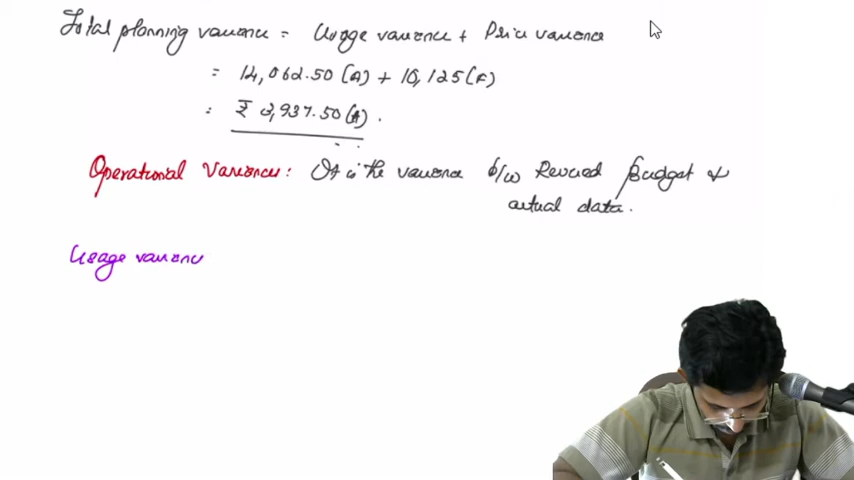 Total planning variance = Usage variance + Price variance
= 14,062.50 (A) + 10,125 (F)
= ₹ 3,937.50 (A).
Operational Variances: It is the variance b/w Revised Budget &
actual data.
Usage variance